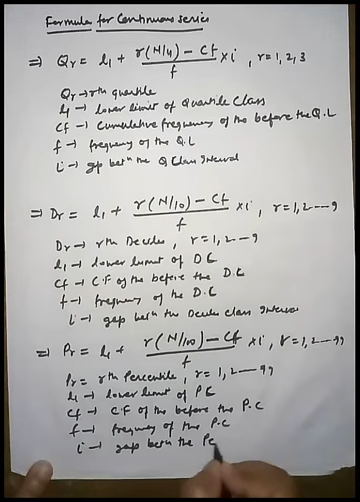 Formula for Continuous series
⇒ Qr = l1 + r(N/4) - Cf / f × i , r = 1, 2, 3
Qr → rth quartile
l1 → lower limit of Quartile Class
Cf → Cumulative frequency of the before the Q.L
f → frequency of the Q.L
i → gap betn the Q Class Interval
⇒ Dr = l1 + r(N/10) - Cf / f × i , r = 1, 2 --- 9
Dr → rth Deciles , r = 1, 2 --- 9
l1 → lower limit of D C
Cf → C.F of the before the D.C
f → frequency of the D.C
i → gap betn the Deciles class Interval
⇒ Pr = l1 + r(N/100) - Cf / f × i , r = 1, 2 --- 99
Pr = rth Percentile , r = 1, 2 --- 99
l1 → lower limit of P C
Cf → C.F of the before the P.C
f → frequency of the P.C
i → gap betn the Pe